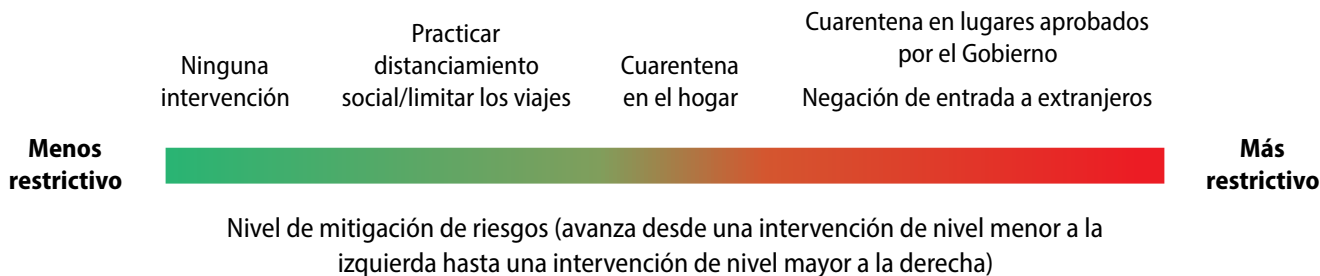 Ninguna
intervención
Practicar
distanciamiento
social/limitar los viajes
Cuarentena
en el hogar
Cuarentena en lugares aprobados
por el Gobierno
Negación de entrada a extranjeros
Menos
restrictivo
Más
restrictivo
Nivel de mitigación de riesgos (avanza desde una intervención de nivel menor a la
izquierda hasta una intervención de nivel mayor a la derecha)